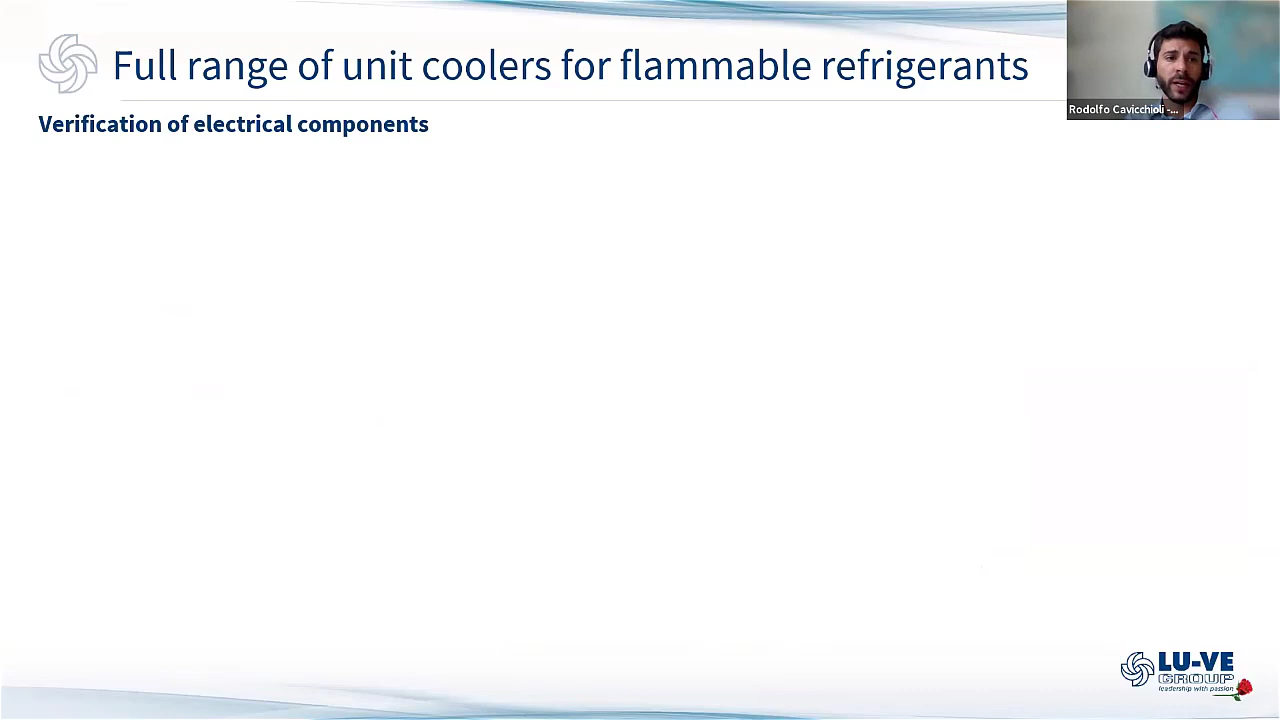 Full range of unit coolers for flammable refrigerants
Rodolfo Cavicchioli -...
Verification of electrical components
LU-VE
GROUP
leadership with passion